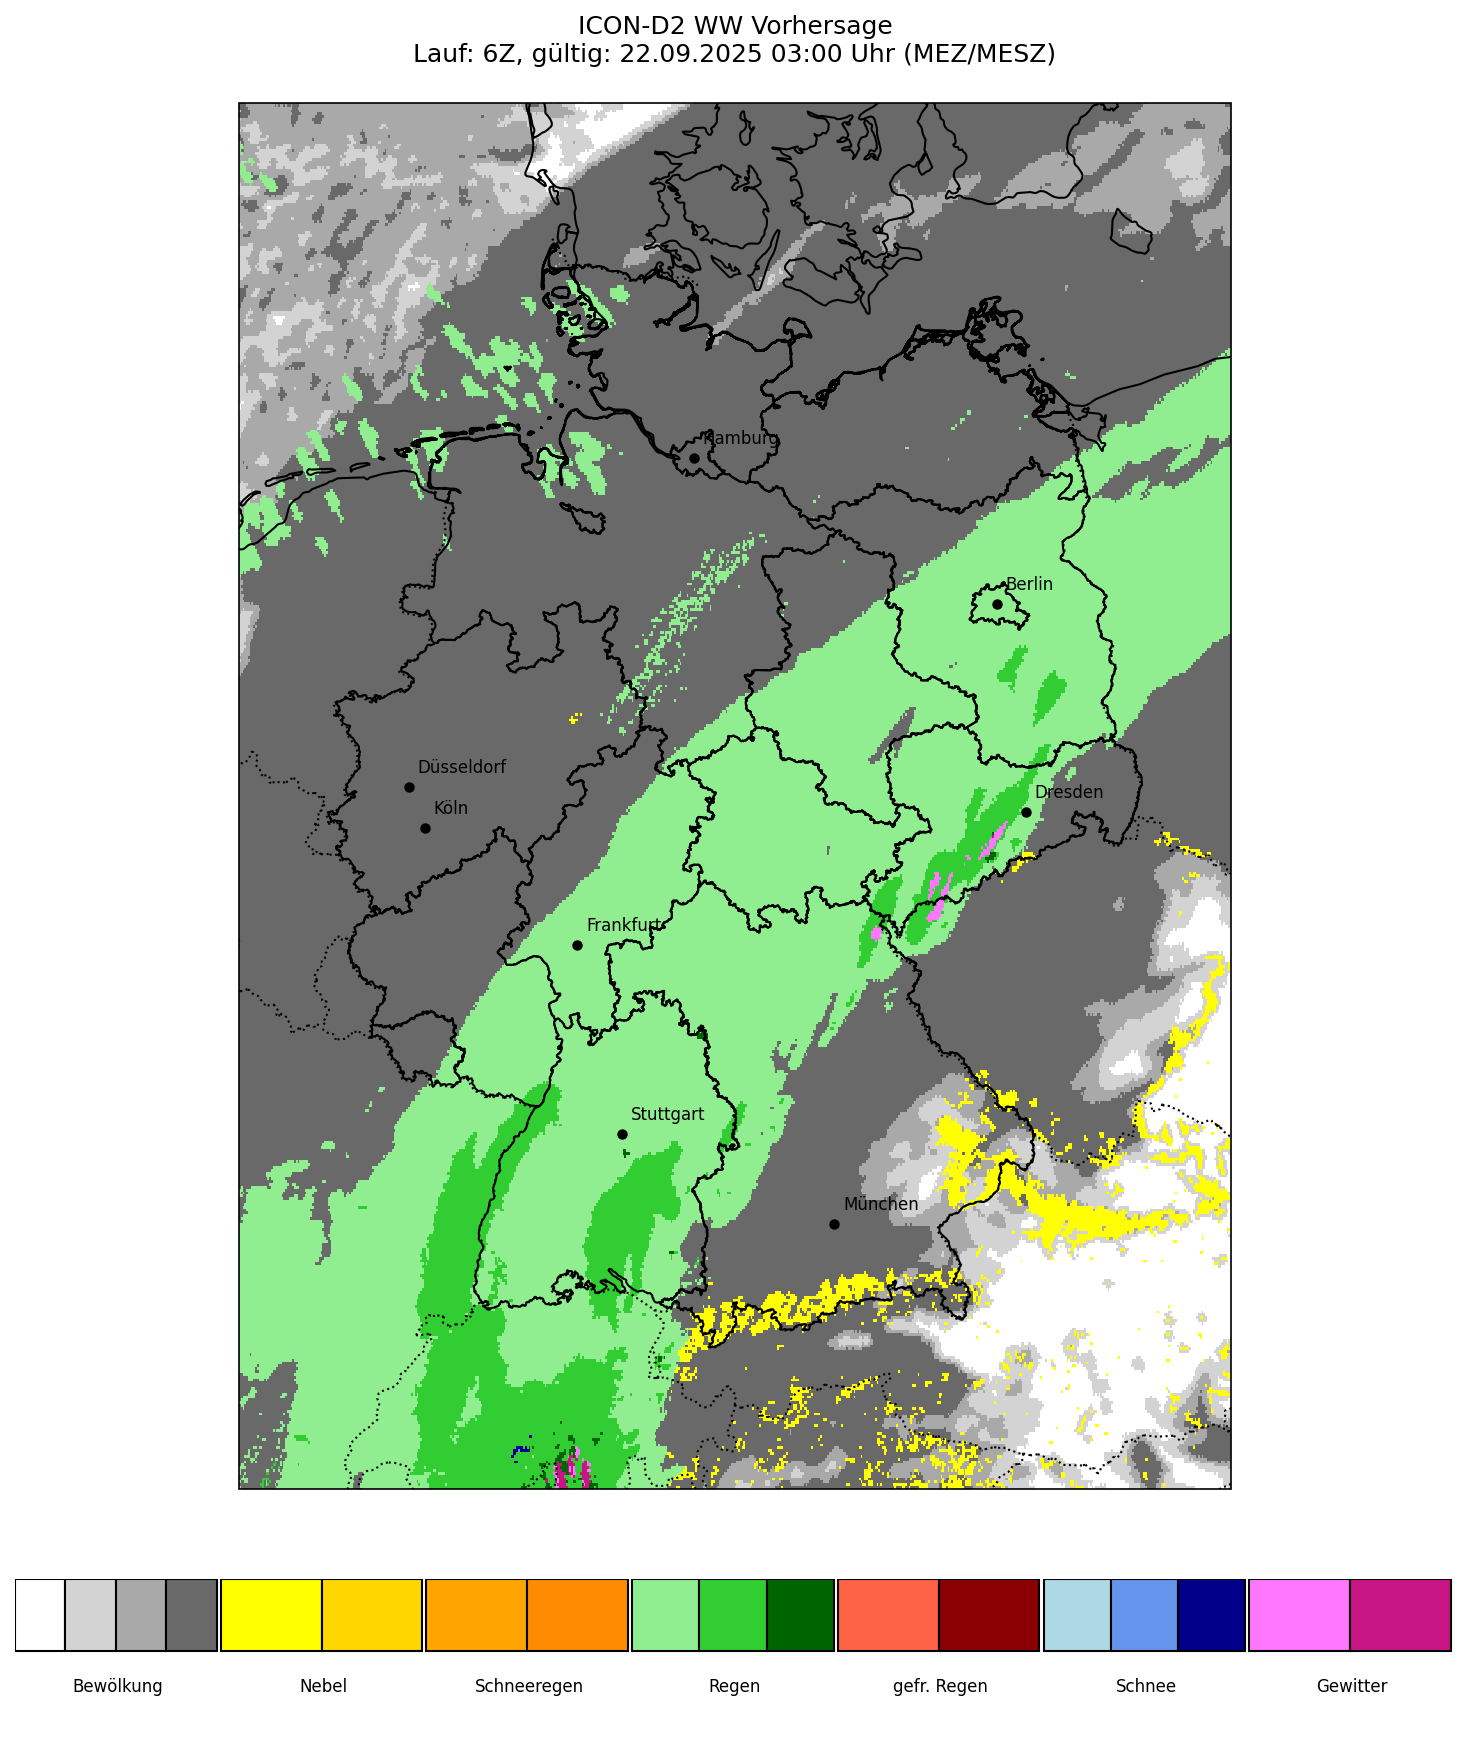 ICON-D2 WW Vorhersage
Lauf: 6Z, gültig: 22.09.2025 03:00 Uhr (MEZ/MESZ)
Hamburg
Berlin
Düsseldorf
Dresden
Köln
Frankfurt
Stuttgart
München
Bewölkung
Nebel
Schneeregen
Regen
gefr. Regen
Schnee
Gewitter